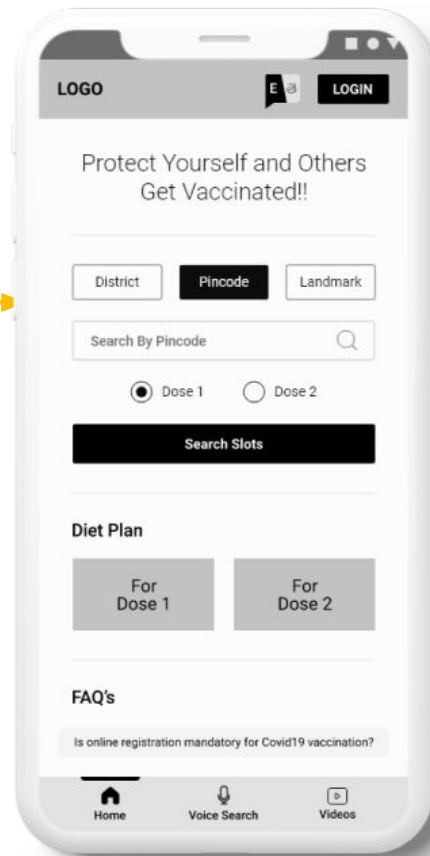 LOGO
E अ LOGIN
Protect Yourself and Others
Get Vaccinated!!
District Pincode Landmark
Search By Pincode
Dose 1 Dose 2
Search Slots
Diet Plan
For For
Dose 1 Dose 2
FAQ's
Is online registration mandatory for Covid19 vaccination?
Home Voice Search Videos